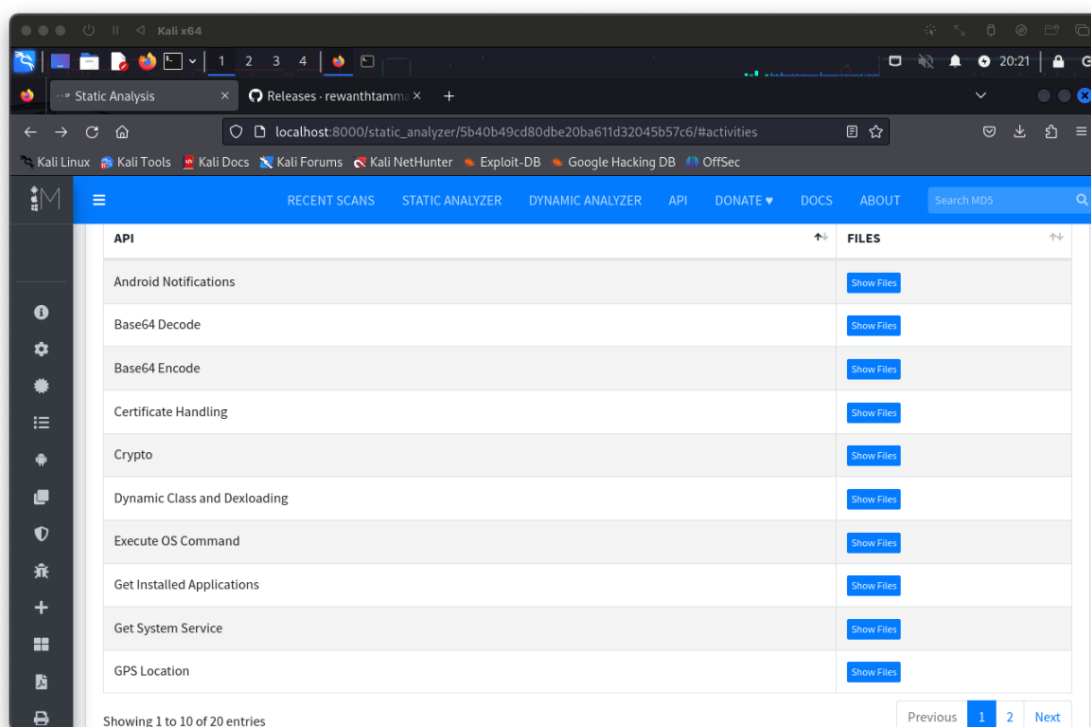 Kali x64
1 2 3 4
20:21
Static Analysis
Releases · rewanthtamma
localhost:8000/static_analyzer/5b40b49cd80dbe20ba611d32045b57c6/#activities
Kali Linux Kali Tools Kali Docs Kali Forums Kali NetHunter Exploit-DB Google Hacking DB OffSec
M RECENT SCANS STATIC ANALYZER DYNAMIC ANALYZER API DONATE ♥ DOCS ABOUT Search MD5
API FILES
Android Notifications Show Files
Base64 Decode Show Files
Base64 Encode Show Files
Certificate Handling Show Files
Crypto Show Files
Dynamic Class and Dexloading Show Files
Execute OS Command Show Files
Get Installed Applications Show Files
Get System Service Show Files
GPS Location Show Files
Showing 1 to 10 of 20 entries Previous 1 2 Next